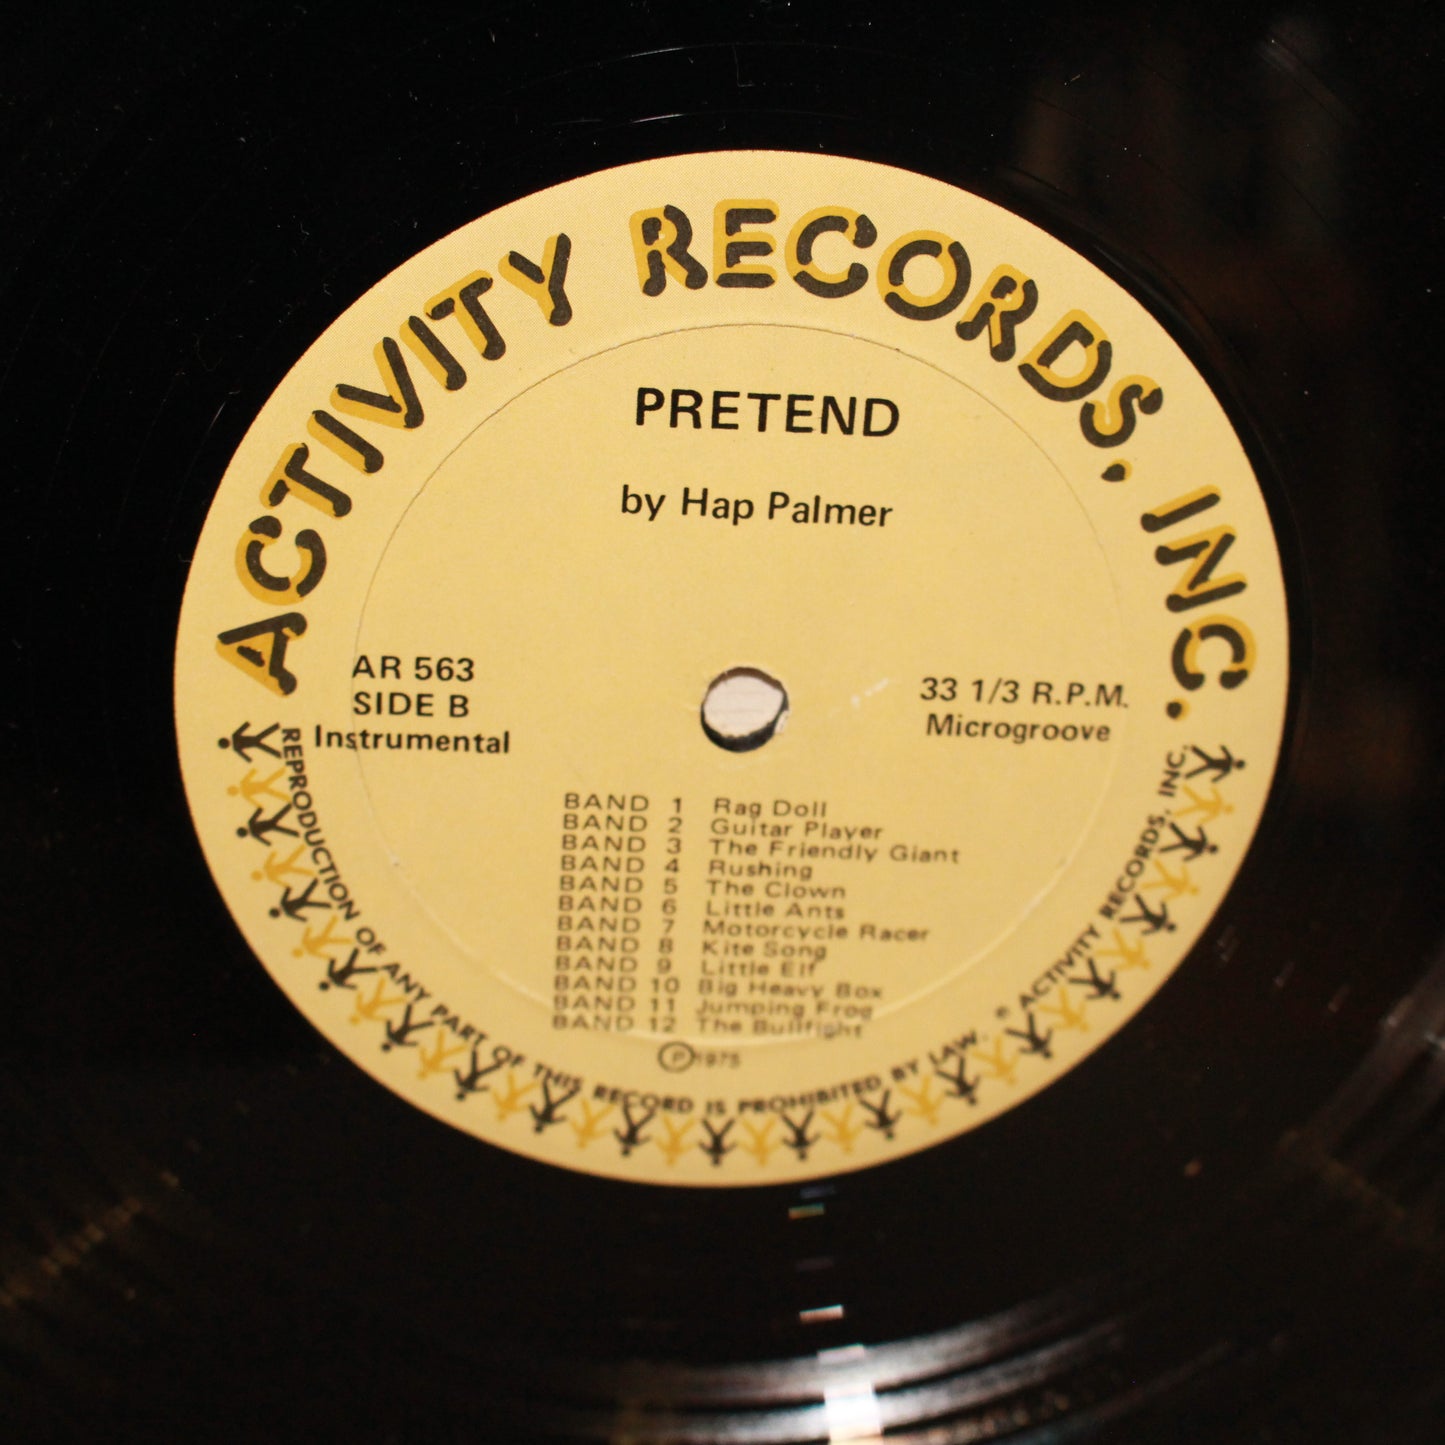 ACTIVITY RECORDS, INC.
PRETEND
by Hap Palmer
AR 563
SIDE B
Instrumental
33 1/3 R.P.M.
Microgroove
BAND 1 Rag Doll
BAND 2 Guitar Player
BAND 3 The Friendly Giant
BAND 4 Rushing
BAND 5 The Clown
BAND 6 Little Ants
BAND 7 Motorcycle Racer
BAND 8 Kite Song
BAND 9 Little Elf
BAND 10 Big Heavy Box
BAND 11 Jumping Frog
BAND 12 The Bullfight
℗1975
REPRODUCTION OF ANY PART OF THIS RECORD IS PROHIBITED BY LAW. © ACTIVITY RECORDS, INC.